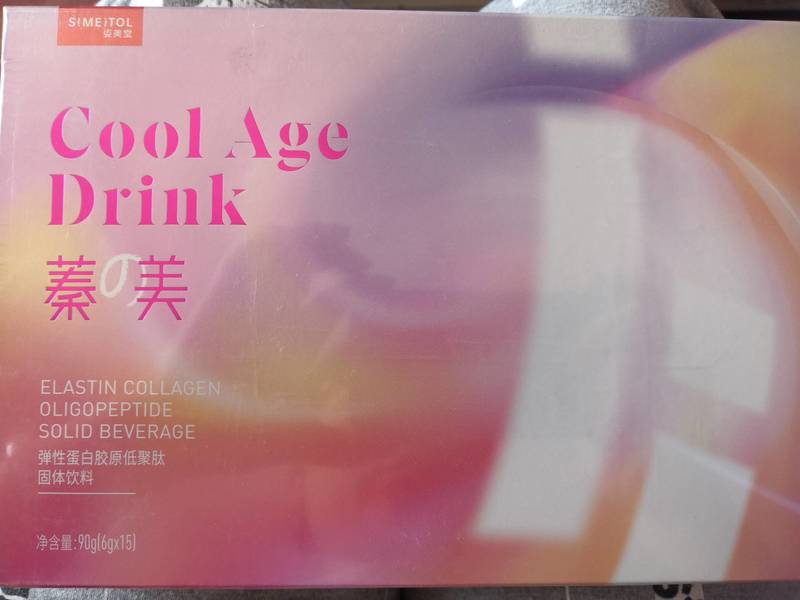 SIMEITOL
姿美堂
Cool Age
Drink
蓁の美
ELASTIN COLLAGEN
OLIGOPEPTIDE
SOLID BEVERAGE
弹性蛋白胶原低聚肽
固体饮料
净含量:90g(6gx15)